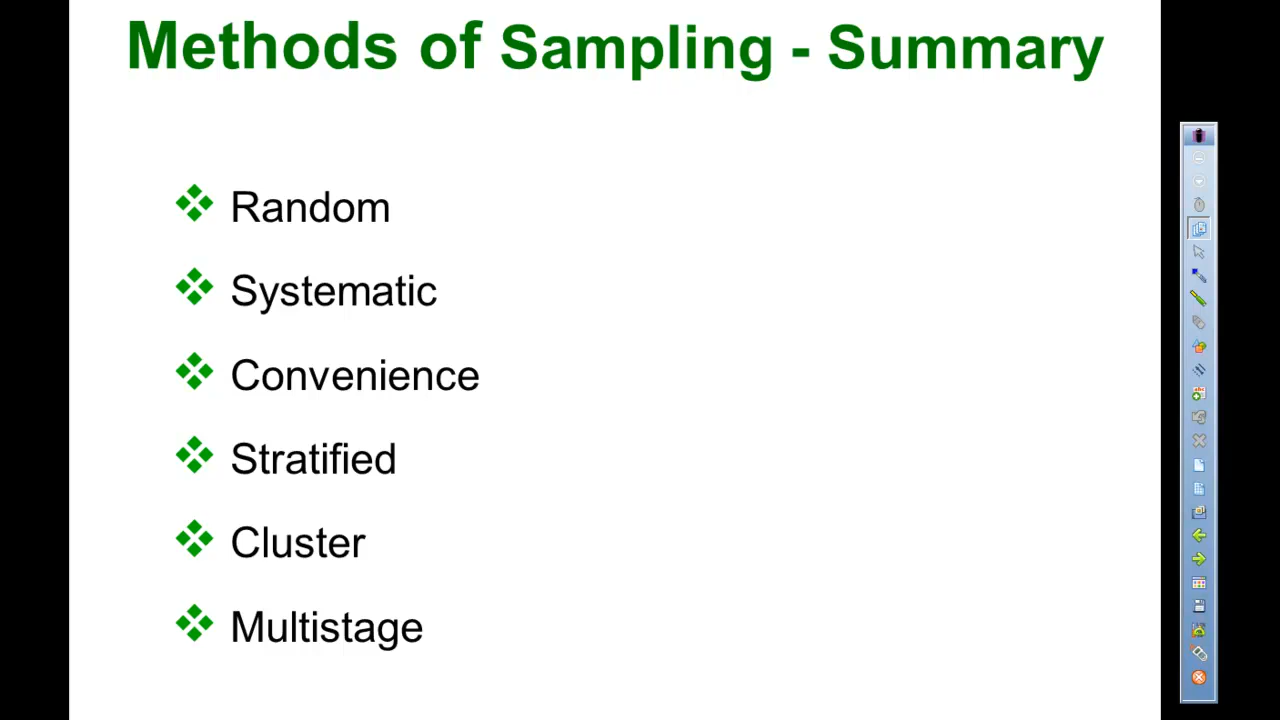 Methods of Sampling - Summary
Random
Systematic
Convenience
Stratified
Cluster
Multistage